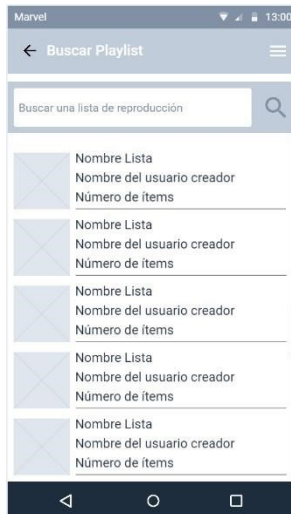 Marvel 13:00
Buscar Playlist
Buscar una lista de reproducción
Nombre Lista
Nombre del usuario creador
Número de ítems
Nombre Lista
Nombre del usuario creador
Número de ítems
Nombre Lista
Nombre del usuario creador
Número de ítems
Nombre Lista
Nombre del usuario creador
Número de ítems
Nombre Lista
Nombre del usuario creador
Número de ítems